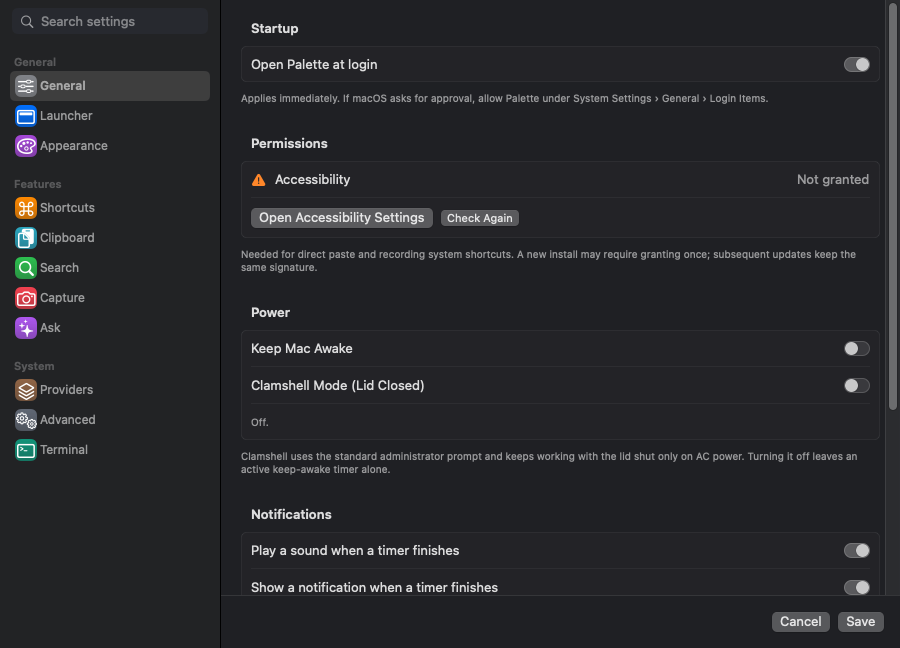 Search settings
General
General
Launcher
Appearance
Features
Shortcuts
Clipboard
Search
Capture
Ask
System
Providers
Advanced
Terminal
Startup
Open Palette at login
Applies immediately. If macOS asks for approval, allow Palette under System Settings › General › Login Items.
Permissions
Accessibility
Not granted
Open Accessibility Settings
Check Again
Needed for direct paste and recording system shortcuts. A new install may require granting once; subsequent updates keep the
same signature.
Power
Keep Mac Awake
Clamshell Mode (Lid Closed)
Off.
Clamshell uses the standard administrator prompt and keeps working with the lid shut only on AC power. Turning it off leaves an
active keep-awake timer alone.
Notifications
Play a sound when a timer finishes
Show a notification when a timer finishes
Cancel
Save